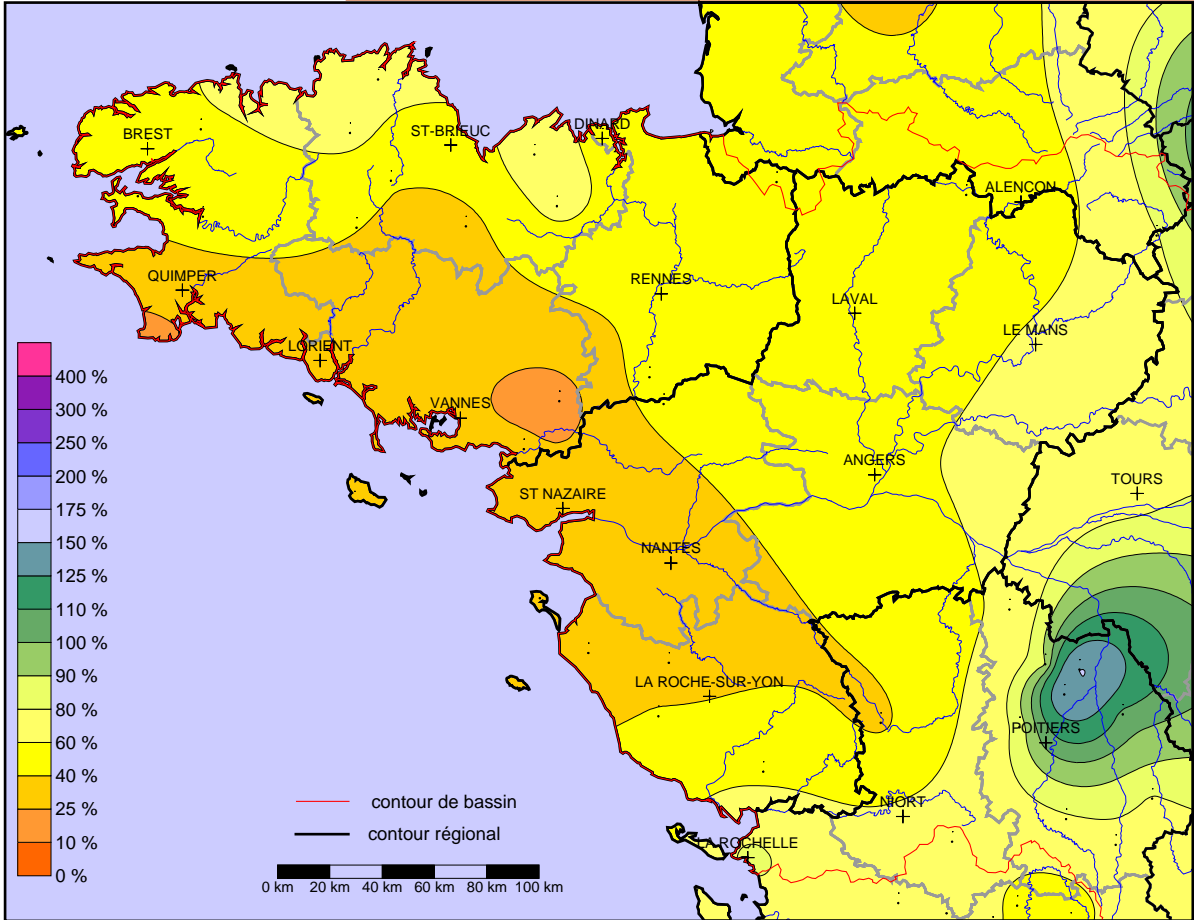 BREST
ST-BRIEUC
DINARD
ALENCON
QUIMPER
RENNES
LAVAL
LE MANS
LORIENT
VANNES
ANGERS
TOURS
ST NAZAIRE
NANTES
LA ROCHE-SUR-YON
POITIERS
NIORT
LA ROCHELLE
400 %
300 %
250 %
200 %
175 %
150 %
125 %
110 %
100 %
90 %
80 %
60 %
40 %
25 %
10 %
0 %
contour de bassin
contour régional
0 km 20 km 40 km 60 km 80 km 100 km